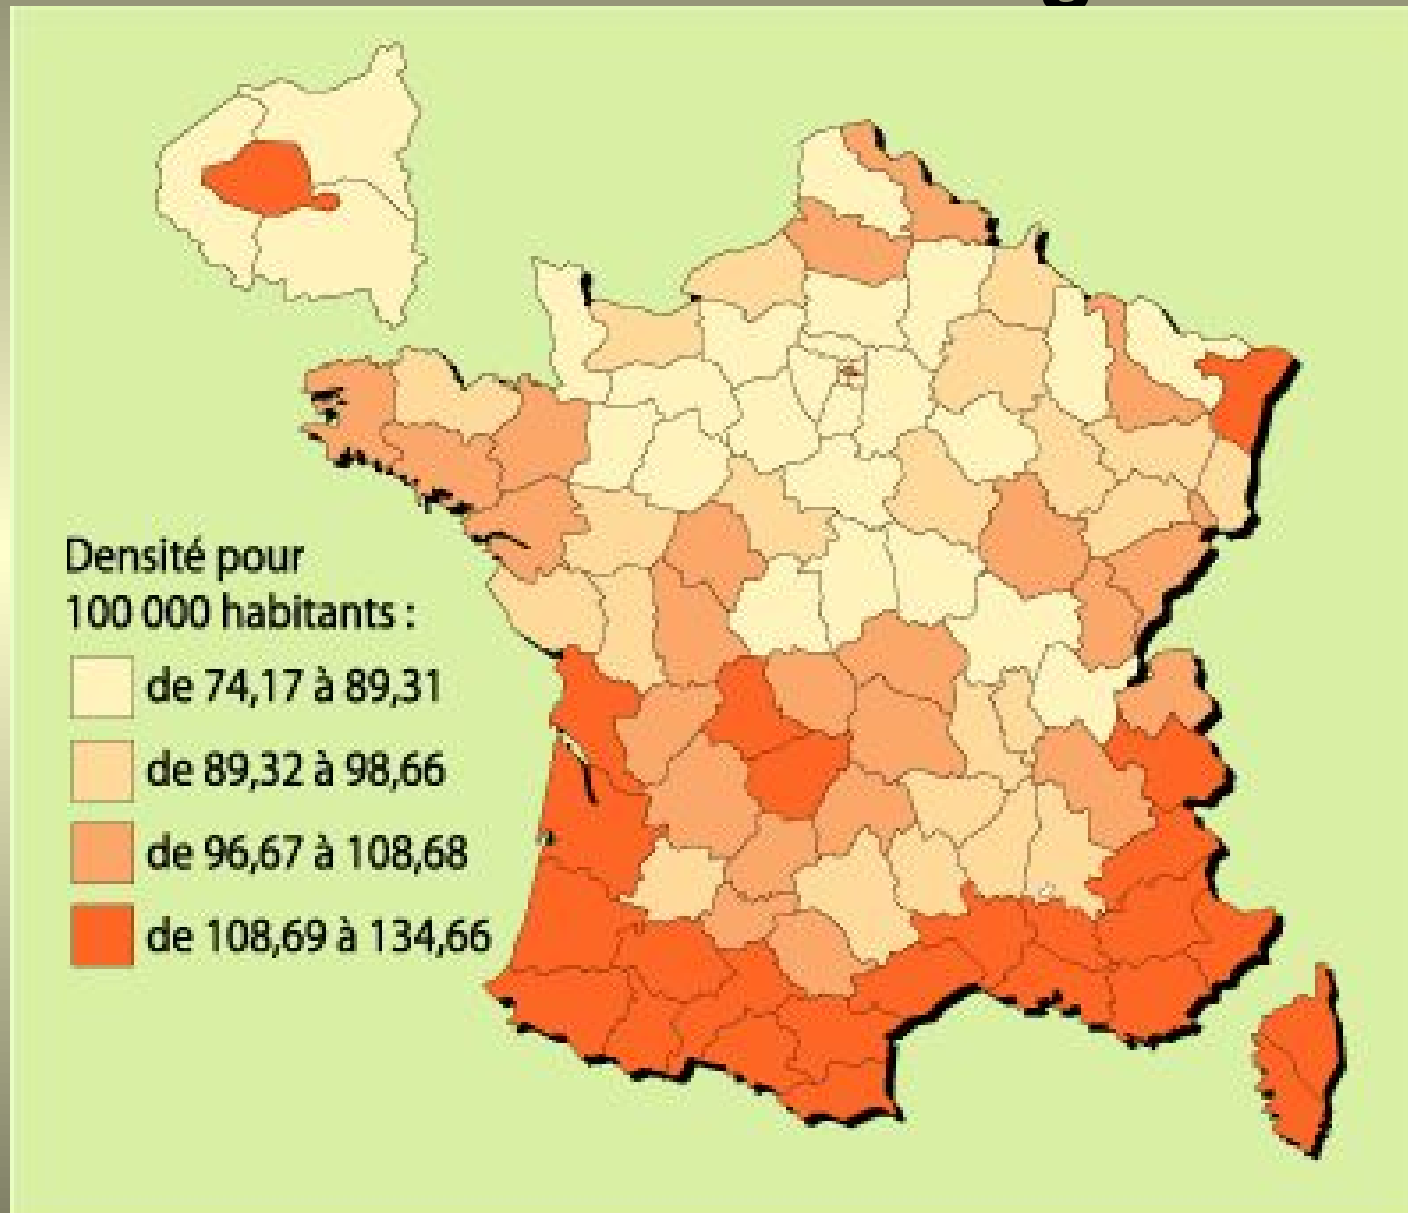 Densité pour
100 000 habitants :
de 74,17 à 89,31
de 89,32 à 98,66
de 96,67 à 108,68
de 108,69 à 134,66